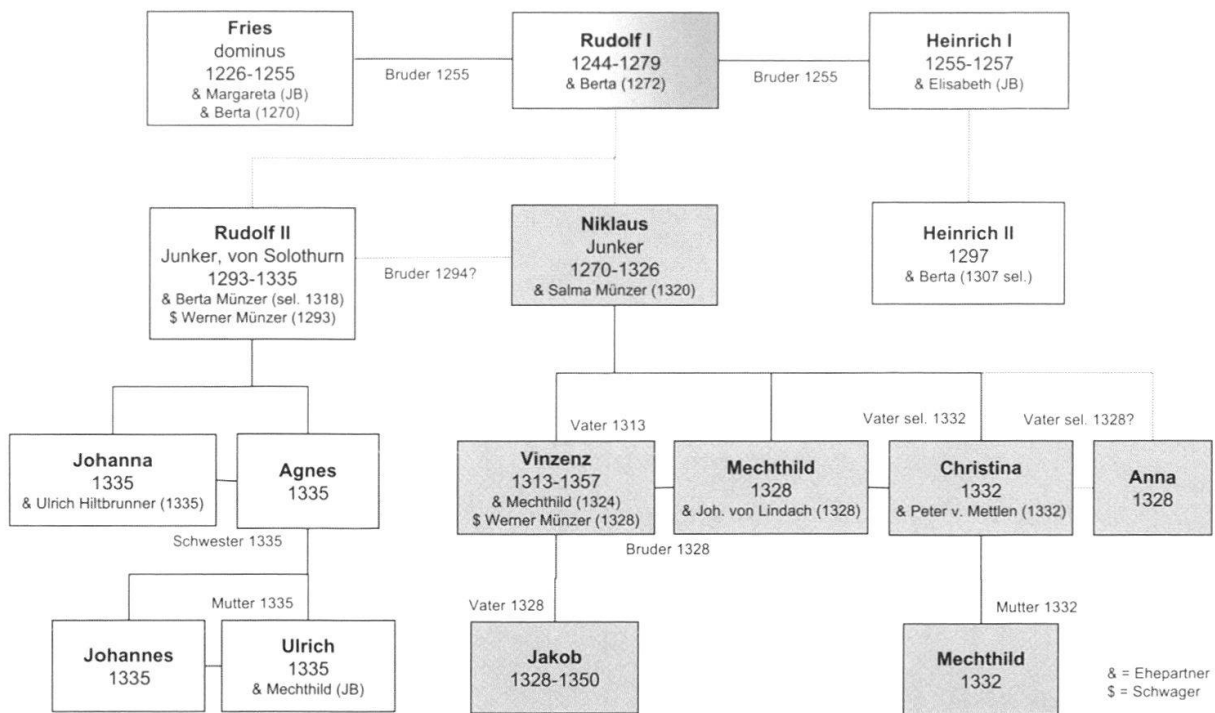 Fries
dominus
1226-1255
& Margareta (JB)
& Berta (1270)
Bruder 1255
Rudolf I
1244-1279
& Berta (1272)
Bruder 1255
Heinrich I
1255-1257
& Elisabeth (JB)
Rudolf II
Junker, von Solothurn
1293-1335
& Berta Münzer (sel. 1318)
$ Werner Münzer (1293)
Bruder 1294?
Niklaus
Junker
1270-1326
& Salma Münzer (1320)
Heinrich II
1297
& Berta (1307 sel.)
Vater 1313
Vater sel. 1332
Vater sel. 1328?
Johanna
1335
& Ulrich Hiltbrunner (1335)
Agnes
1335
Vinzenz
1313-1357
& Mechthild (1324)
$ Werner Münzer (1328)
Mechthild
1328
& Joh. von Lindach (1328)
Christina
1332
& Peter v. Mettlen (1332)
Anna
1328
Schwester 1335
Bruder 1328
Mutter 1335
Vater 1328
Mutter 1332
Johannes
1335
Ulrich
1335
& Mechthild (JB)
Jakob
1328-1350
Mechthild
1332
& = Ehepartner
$ = Schwager